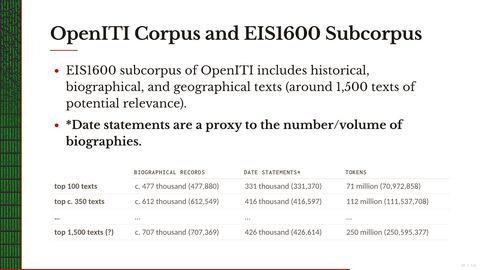 OpenITI Corpus and EIS1600 Subcorpus
• EIS1600 subcorpus of OpenITI includes historical,
biographical, and geographical texts (around 1,500 texts of
potential relevance).
• *Date statements are a proxy to the number/volume of
biographies.
BIOGRAPHICAL RECORDS DATE STATEMENTS* TOKENS
top 100 texts c. 477 thousand (477,880) 331 thousand (331,370) 71 million (70,972,858)
top c. 350 texts c. 612 thousand (612,549) 416 thousand (416,597) 112 million (111,537,708)
... ... ... ...
top 1,500 texts (?) c. 707 thousand (707,369) 426 thousand (426,614) 250 million (250,595,377)